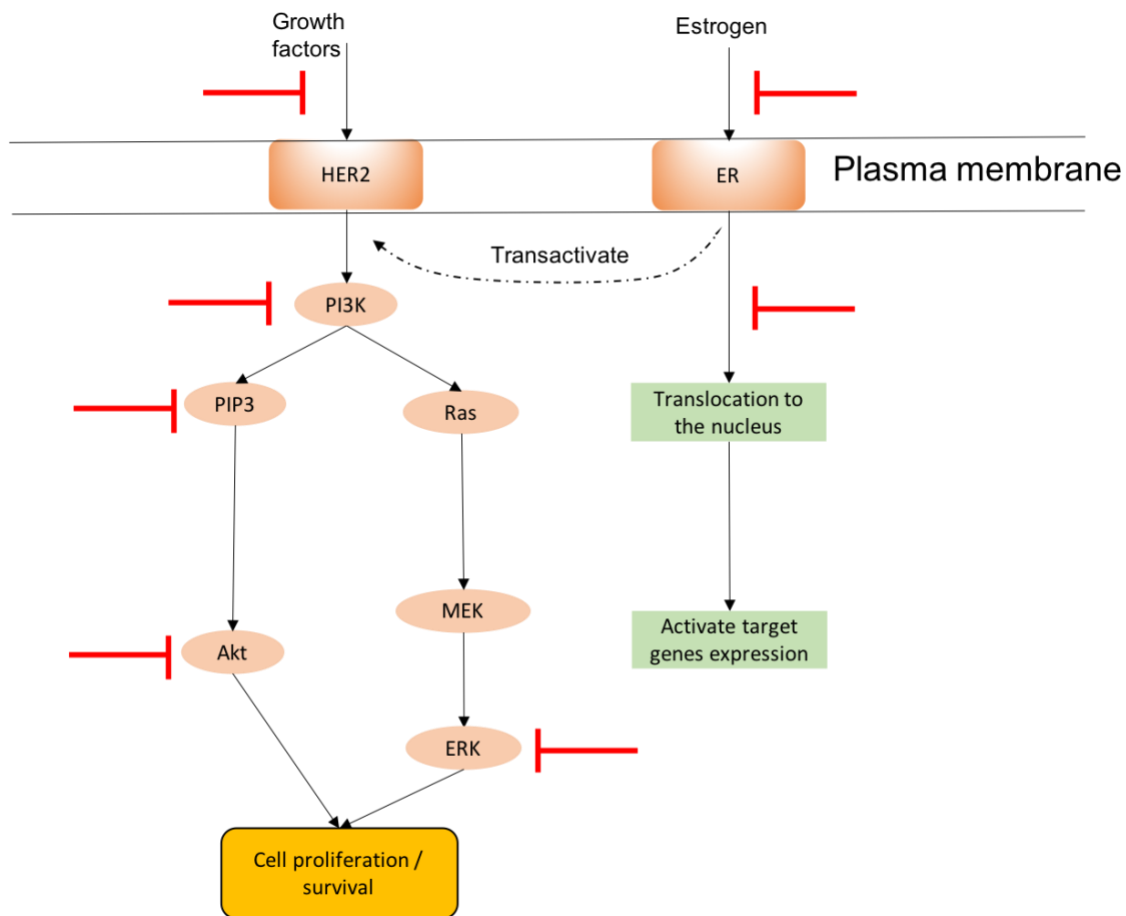 Growth
factors
Estrogen
HER2
ER
Plasma membrane
Transactivate
PI3K
PIP3
Ras
Translocation to
the nucleus
MEK
Activate target
genes expression
Akt
ERK
Cell proliferation /
survival